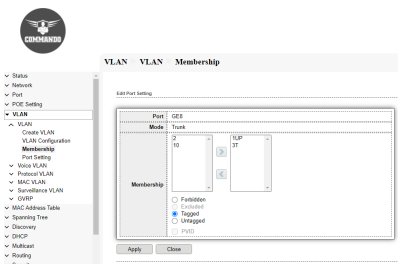 COMMANDO
VLAN VLAN Membership
Status
Network
Port
POE Setting
VLAN
VLAN
Create VLAN
VLAN Configuration
Membership
Port Setting
Voice VLAN
Protocol VLAN
MAC VLAN
Surveillance VLAN
GVRP
MAC Address Table
Spanning Tree
Discovery
DHCP
Multicast
Routing
Edit Port Setting
Port GE8
Mode Trunk
Membership
2
10
1UP
3T
Forbidden
Excluded
Tagged
Untagged
PVID
Apply Close